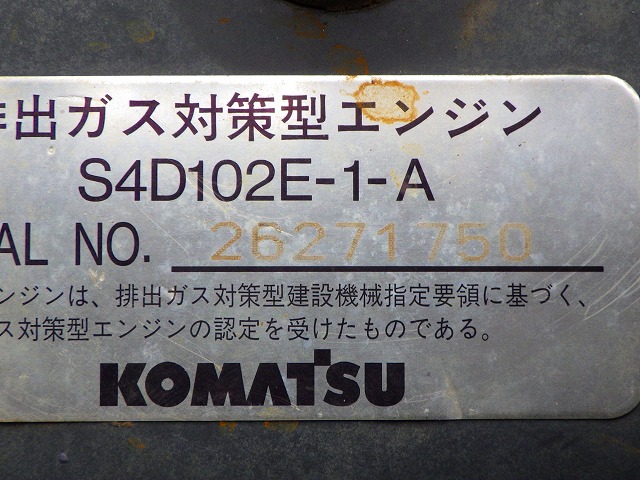 排出ガス対策型エンジン
S4D102E-1-A
AL NO. 26271750
ンジンは、排出ガス対策型建設機械指定要領に基づく、
ス対策型エンジンの認定を受けたものである。
KOMATSU